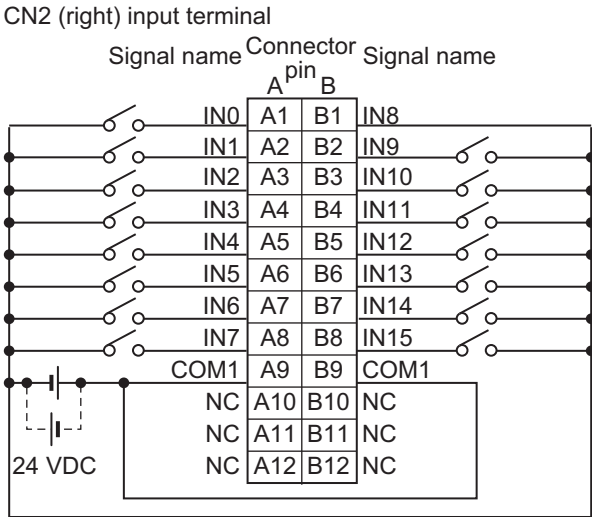 CN2 (right) input terminal
Signal name Connector pin Signal name
A B
IN0 A1 B1 IN8
IN1 A2 B2 IN9
IN2 A3 B3 IN10
IN3 A4 B4 IN11
IN4 A5 B5 IN12
IN5 A6 B6 IN13
IN6 A7 B7 IN14
IN7 A8 B8 IN15
COM1 A9 B9 COM1
NC A10 B10 NC
NC A11 B11 NC
24 VDC NC A12 B12 NC